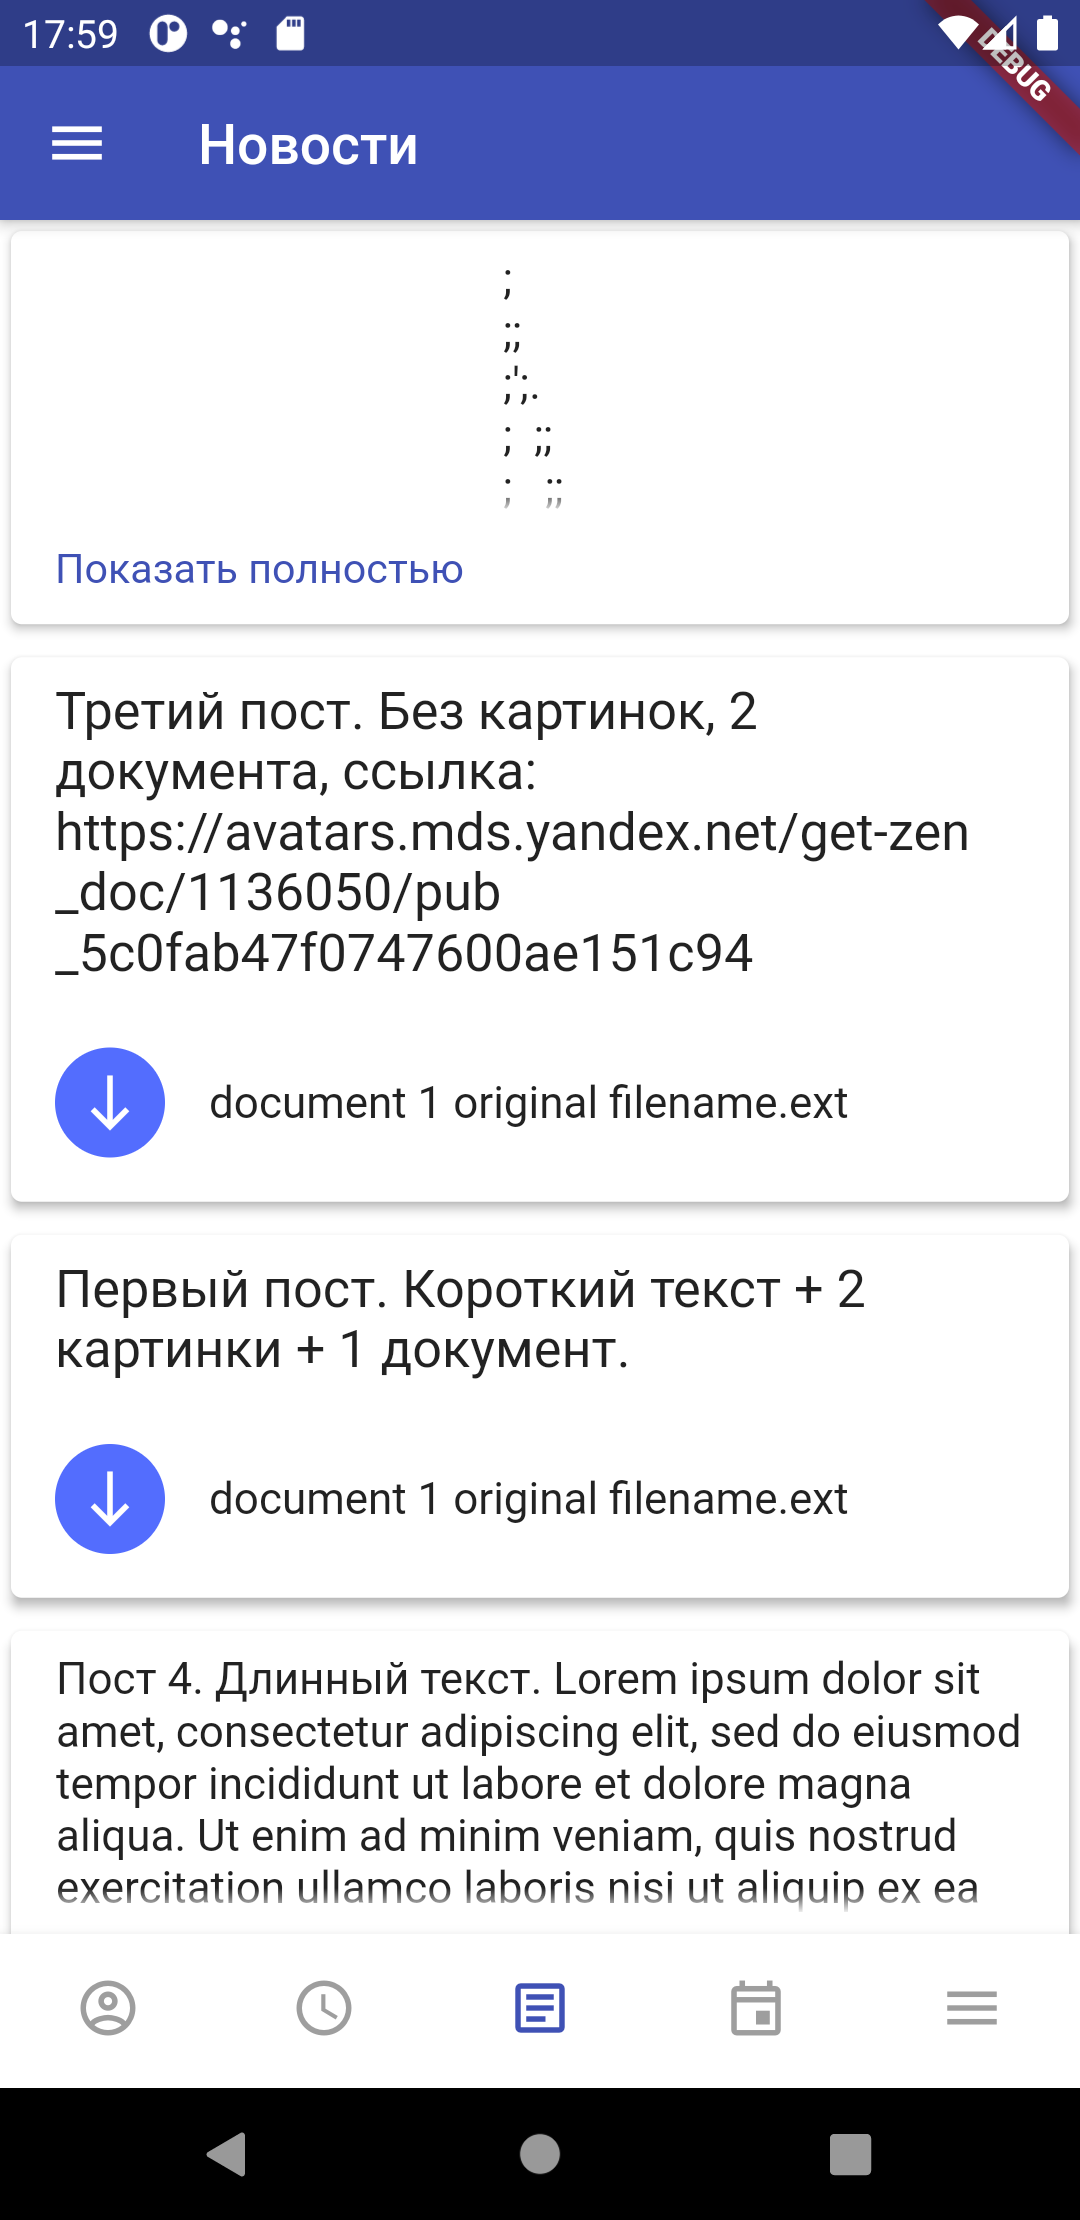 17:59
DEBUG
Новости
;
;;
;';.
;  ;;
;   ;;
Показать полностью
Третий пост. Без картинок, 2
документа, ссылка:
https://avatars.mds.yandex.net/get-zen
_doc/1136050/pub
_5c0fab47f0747600ae151c94
document 1 original filename.ext
Первый пост. Короткий текст + 2
картинки + 1 документ.
document 1 original filename.ext
Пост 4. Длинный текст. Lorem ipsum dolor sit
amet, consectetur adipiscing elit, sed do eiusmod
tempor incididunt ut labore et dolore magna
aliqua. Ut enim ad minim veniam, quis nostrud
exercitation ullamco laboris nisi ut aliquip ex ea